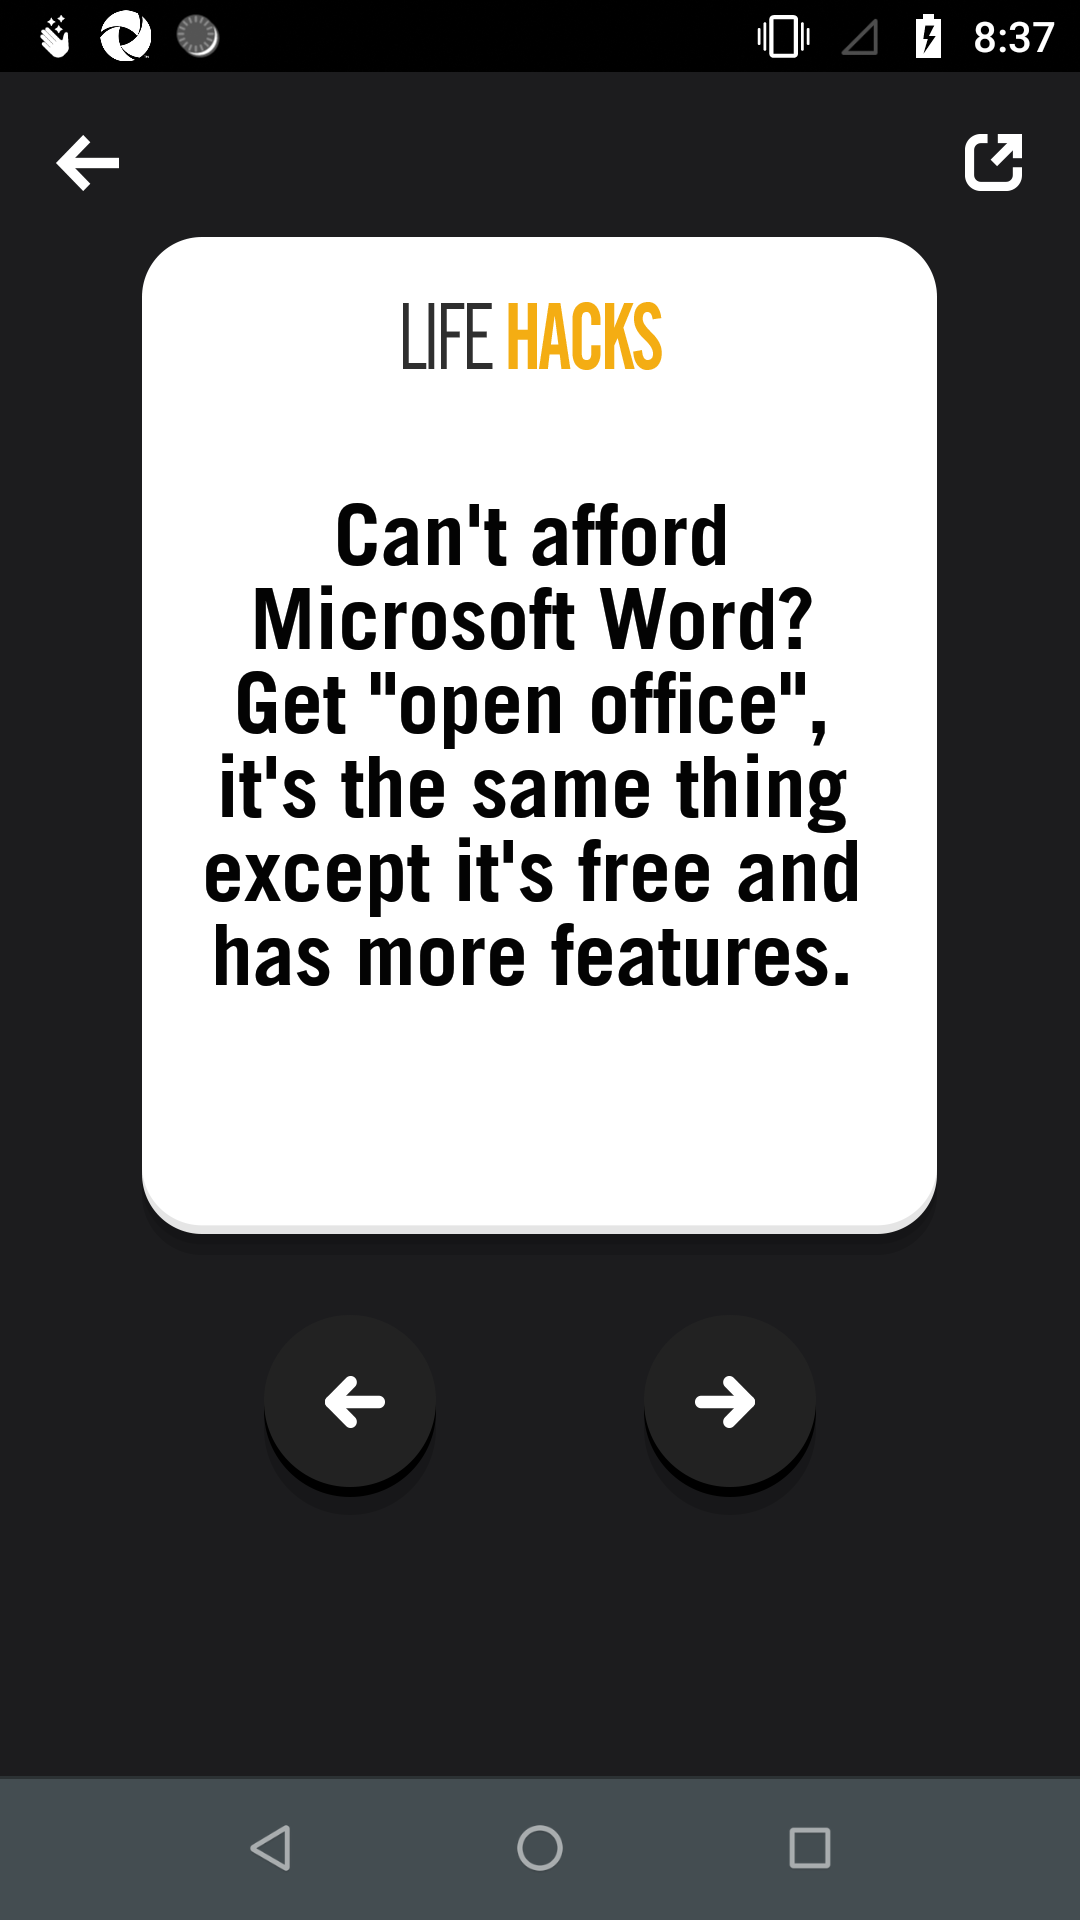 8:37
LIFE HACKS
Can't afford
Microsoft Word?
Get "open office",
it's the same thing
except it's free and
has more features.